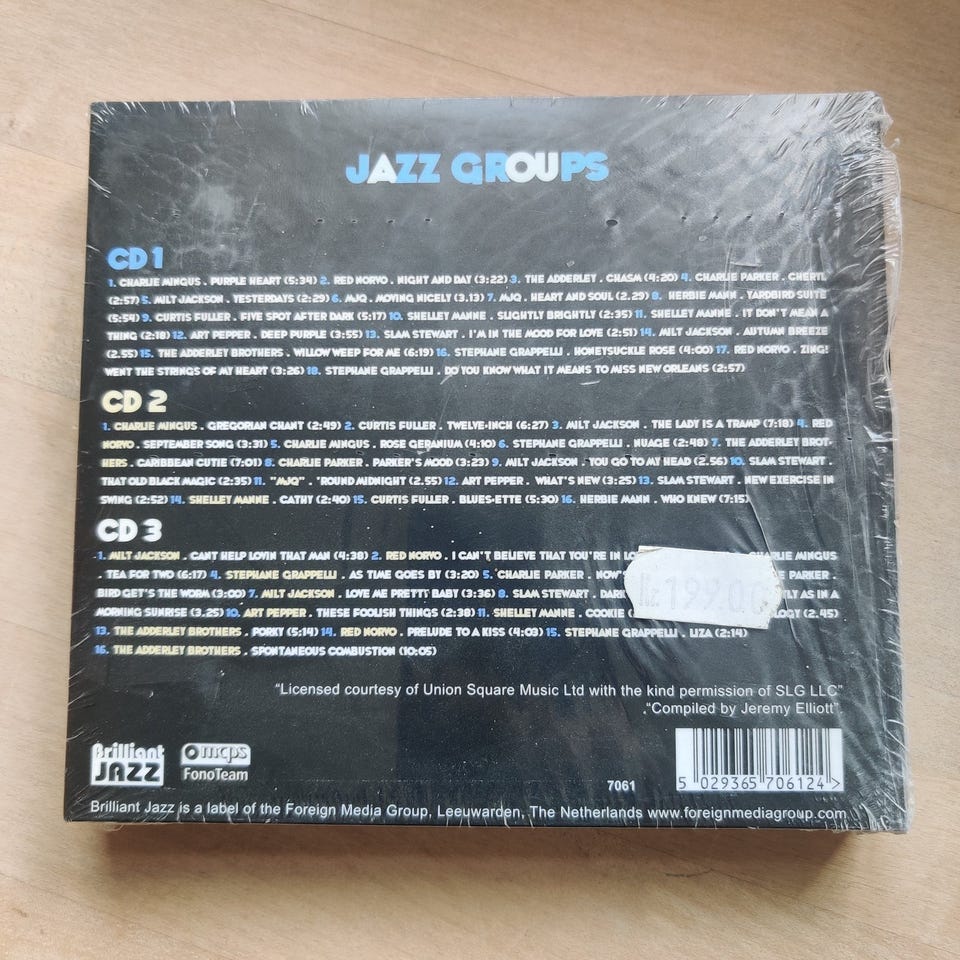 JAZZ GROUPS
CD 1
1. CHARLIE MINGUS . PURPLE HEART (5:34) 2. RED NORVO . NIGHT AND DAY (3:22) 3. THE ADDERLEY . CHASM (4:20) 4. CHARLIE PARKER . CHERYL
(2:57) 5. MILT JACKSON . YESTERDAYS (2:29) 6. MJQ . MOVING NICELY (3.13) 7. MJQ . HEART AND SOUL (2.29) 8. HERBIE MANN . YARDBIRD SUITE
(5:54) 9. CURTIS FULLER . FIVE SPOT AFTER DARK (5:17) 10. SHELLEY MANNE . SLIGHTLY BRIGHTLY (2:35) 11. SHELLEY MANNE . IT DON'T MEAN A
THING (2:18) 12. ART PEPPER . DEEP PURPLE (3:55) 13. SLAM STEWART . I'M IN THE MOOD FOR LOVE (2:51) 14. MILT JACKSON . AUTUMN BREEZE
(2.55) 15. THE ADDERLEY BROTHERS . WILLOW WEEP FOR ME (6:19) 16. STEPHANE GRAPPELLI . HONEYSUCKLE ROSE (4:00) 17. RED NORVO . ZING!
WENT THE STRINGS OF MY HEART (3:26) 18. STEPHANE GRAPPELLI . DO YOU KNOW WHAT IT MEANS TO MISS NEW ORLEANS (2:57)
CD 2
1. CHARLIE MINGUS . GREGORIAN CHANT (2:49) 2. CURTIS FULLER . TWELVE-INCH (6:27) 3. MILT JACKSON . THE LADY IS A TRAMP (7:18) 4. RED
NORVO . SEPTEMBER SONG (3:31) 5. CHARLIE MINGUS . ROSE GERANIUM (4:10) 6. STEPHANE GRAPPELLI . NUAGE (2:48) 7. THE ADDERLEY BROT-
HERS . CARIBBEAN CUTIE (7:01) 8. CHARLIE PARKER . PARKER'S MOOD (3:23) 9. MILT JACKSON . YOU GO TO MY HEAD (2.56) 10. SLAM STEWART .
THAT OLD BLACK MAGIC (2:35) 11. "MJQ" . 'ROUND MIDNIGHT (2.55) 12. ART PEPPER . WHAT'S NEW (3:25) 13. SLAM STEWART . NEW EXERCISE IN
SWING (2:52) 14. SHELLEY MANNE . CATHY (2:40) 15. CURTIS FULLER . BLUES-ETTE (5:30) 16. HERBIE MANN . WHO KNEW (7:15)
CD 3
1. MILT JACKSON . CANT HELP LOVIN THAT MAN (4:38) 2. RED NORVO . I CAN'T BELIEVE THAT YOU'RE IN CHARLIE MINGUS
. TEA FOR TWO (6:17) 4. STEPHANE GRAPPELLI . AS TIME GOES BY (3:20) 5. CHARLIE PARKER . NOW'S PARKER .
BIRD GET'S THE WORM (3:00) 7. MILT JACKSON . LOVE ME PRETTY BABY (3:36) 8. SLAM STEWART . DARK AS IN A
MORNING SUNRISE (3.25) 10. ART PEPPER . THESE FOOLISH THINGS (2:38) 11. SHELLEY MANNE . COOKIE (2.45)
13. THE ADDERLEY BROTHERS . PORKY (5:14) 14. RED NORVO . PRELUDE TO A KISS (4:03) 15. STEPHANE GRAPPELLI . LIZA (2:14)
16. THE ADDERLEY BROTHERS . SPONTANEOUS COMBUSTION (10:05)
Kr. 199.00
"Licensed courtesy of Union Square Music Ltd with the kind permission of SLG LLC"
."Compiled by Jeremy Elliott".
Brilliant JAZZ
mcps
FonoTeam
7061
5 029365 706124 >
Brilliant Jazz is a label of the Foreign Media Group, Leeuwarden, The Netherlands www.foreignmediagroup.com